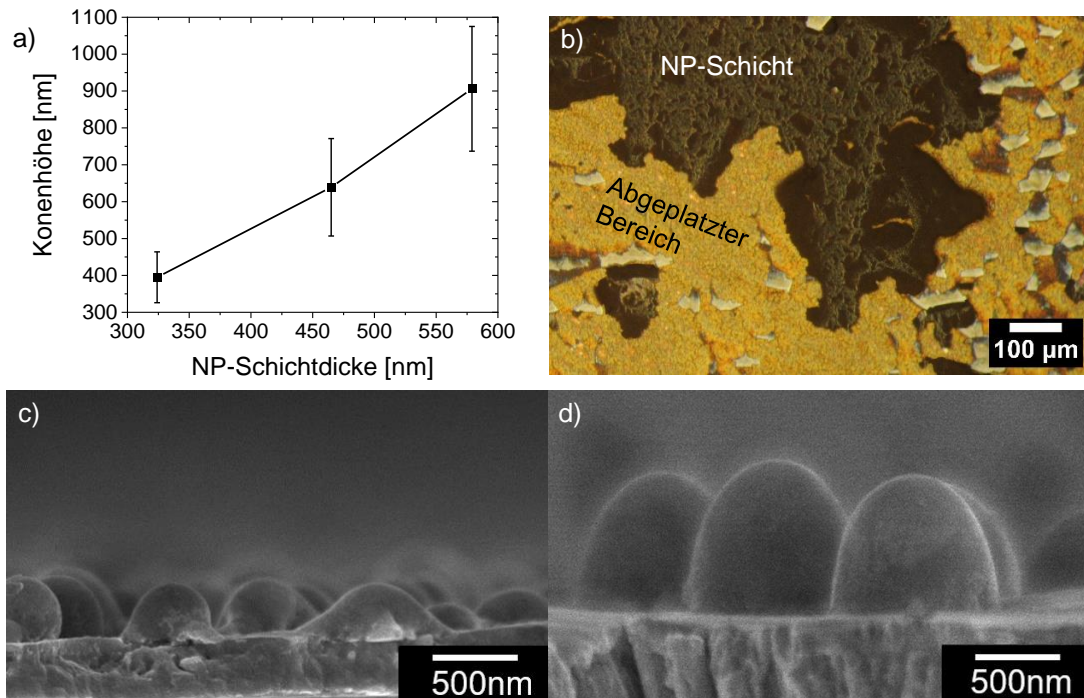 a)
1100
1000
900
800
700
600
500
400
300
300
350
400
450
500
550
600
Konenhöhe [nm]
NP-Schichtdicke [nm]
b)
NP-Schicht
Abgeplatzter
Bereich
100 µm
c)
500nm
d)
500nm